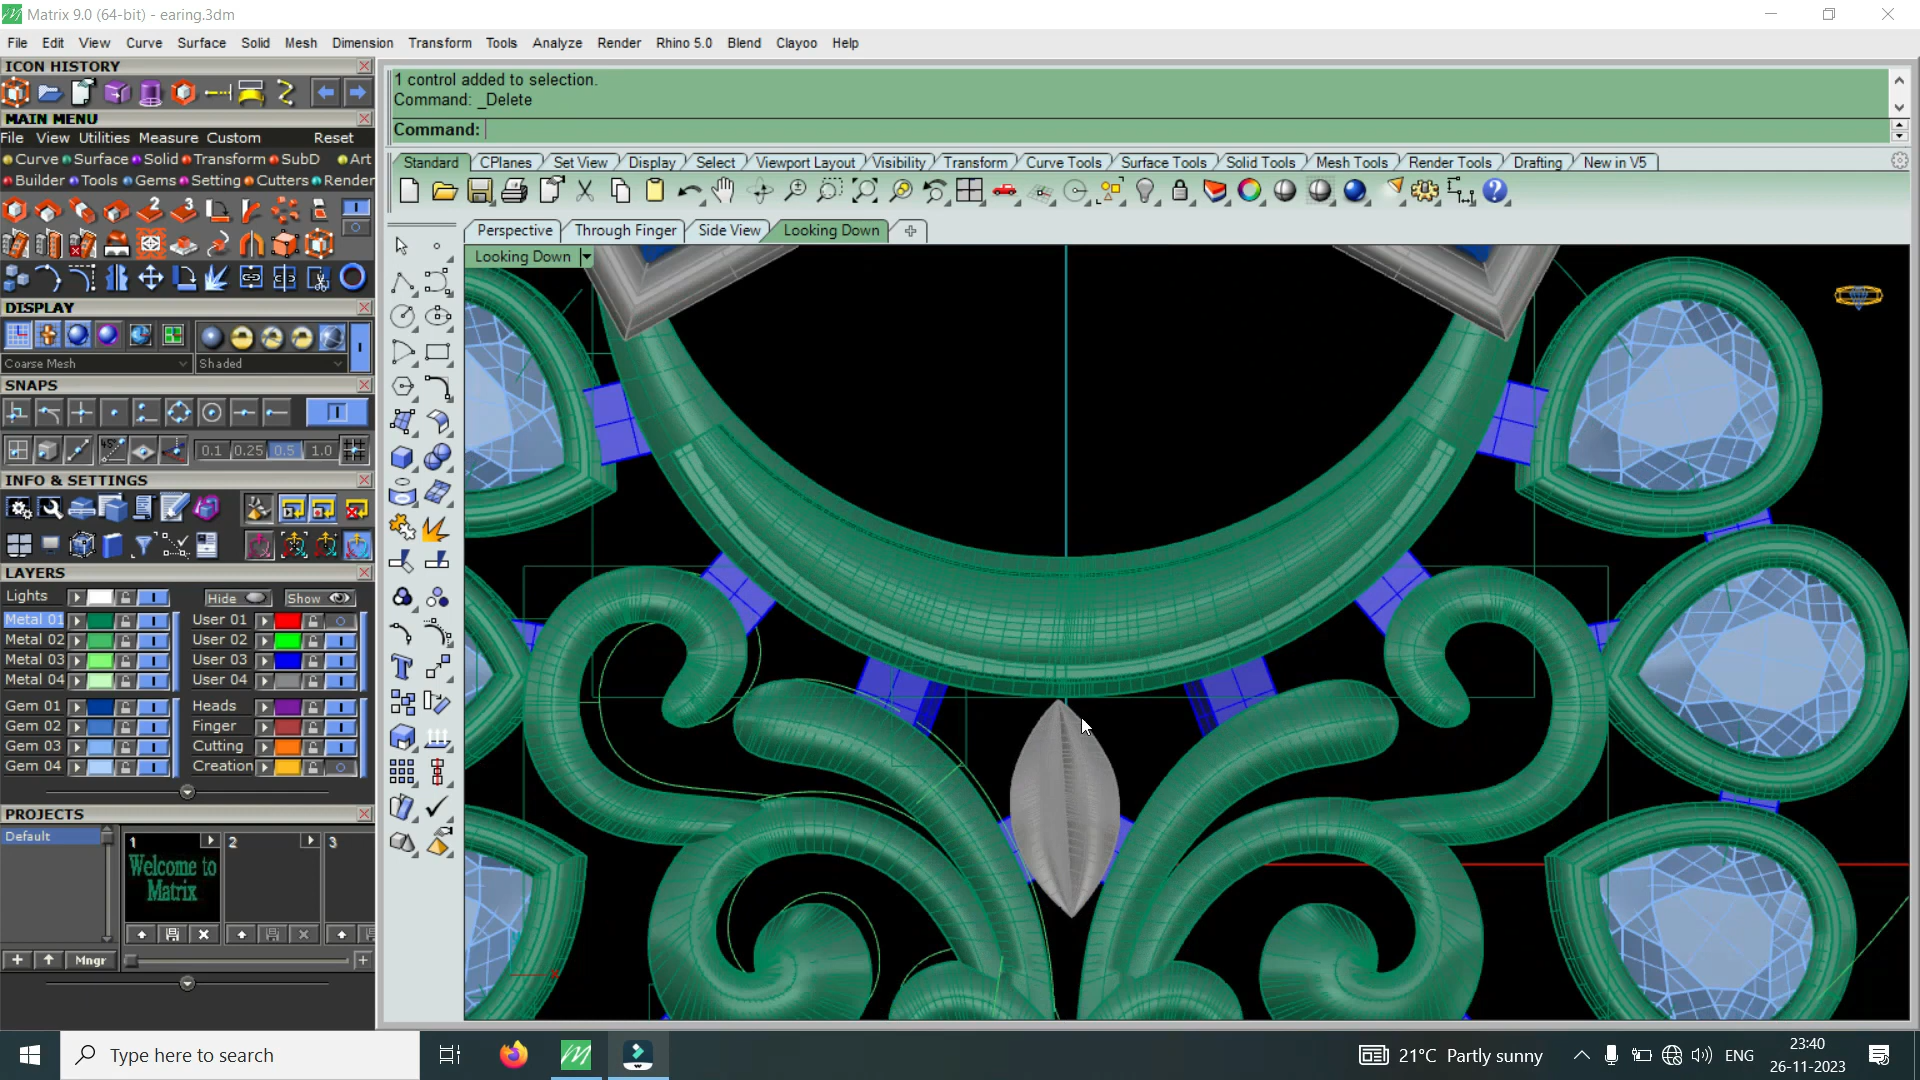 Matrix 9.0 (64-bit) - earing.3dm
File Edit View Curve Surface Solid Mesh Dimension Transform Tools Analyze Render Rhino 5.0 Blend Clayoo Help
ICON HISTORY
MAIN MENU
File View Utilities Measure Custom Reset
Curve Surface Solid Transform SubD Art
Builder Tools Gems Setting Cutters Render
DISPLAY
Coarse Mesh Shaded
SNAPS
0.1 0.25 0.5 1.0
INFO & SETTINGS
LAYERS
Lights Hide Show
Metal 01 User 01
Metal 02 User 02
Metal 03 User 03
Metal 04 User 04
Gem 01 Heads
Gem 02 Finger
Gem 03 Cutting
Gem 04 Creation
PROJECTS
Default
1 2 3
Welcome to
Matrix
Mngr
1 control added to selection.
Command: _Delete
Command:
Standard CPlanes Set View Display Select Viewport Layout Visibility Transform Curve Tools Surface Tools Solid Tools Mesh Tools Render Tools Drafting New in V5
Perspective Through Finger Side View Looking Down
Looking Down
Type here to search
21°C Partly sunny
ENG
23:40
26-11-2023